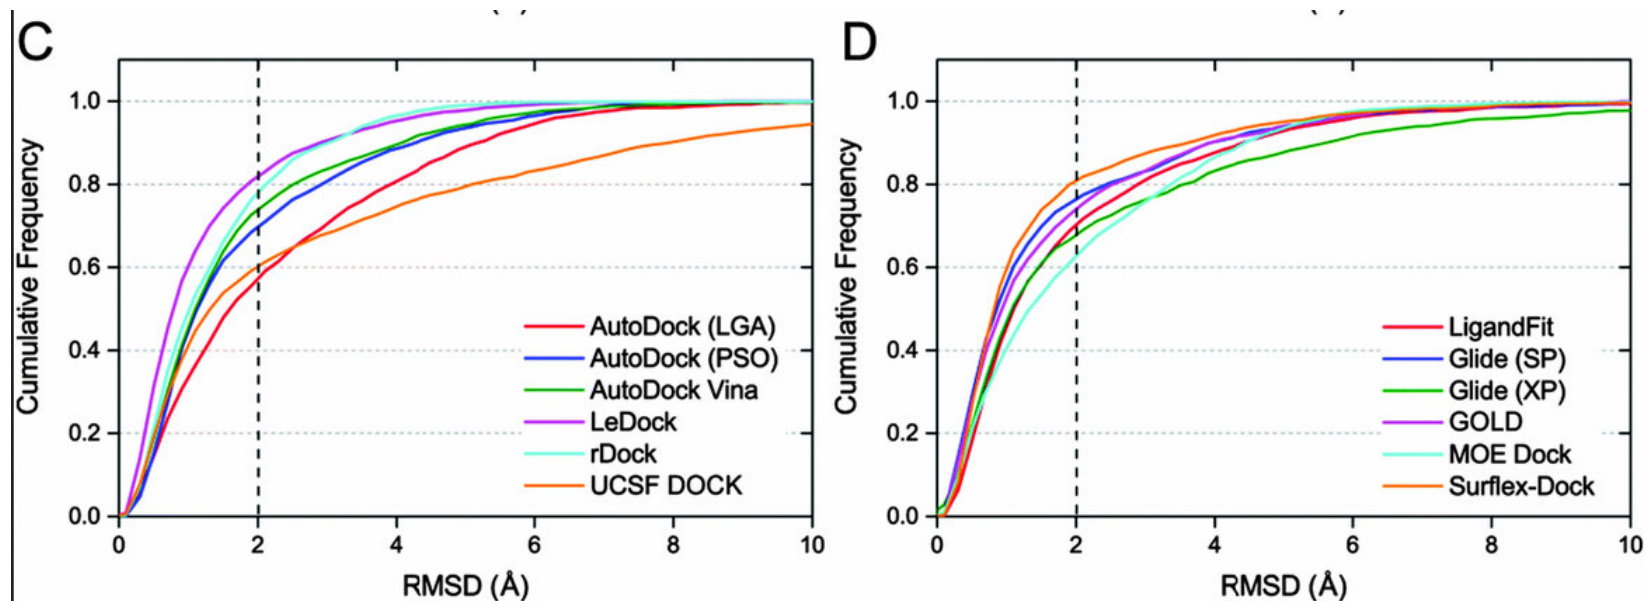 C
Cumulative Frequency
1.0
0.8
0.6
0.4
0.2
0.0
AutoDock (LGA)
AutoDock (PSO)
AutoDock Vina
LeDock
rDock
UCSF DOCK
0 2 4 6 8 10
RMSD (Å)
D
Cumulative Frequency
1.0
0.8
0.6
0.4
0.2
0.0
LigandFit
Glide (SP)
Glide (XP)
GOLD
MOE Dock
Surflex-Dock
0 2 4 6 8 10
RMSD (Å)